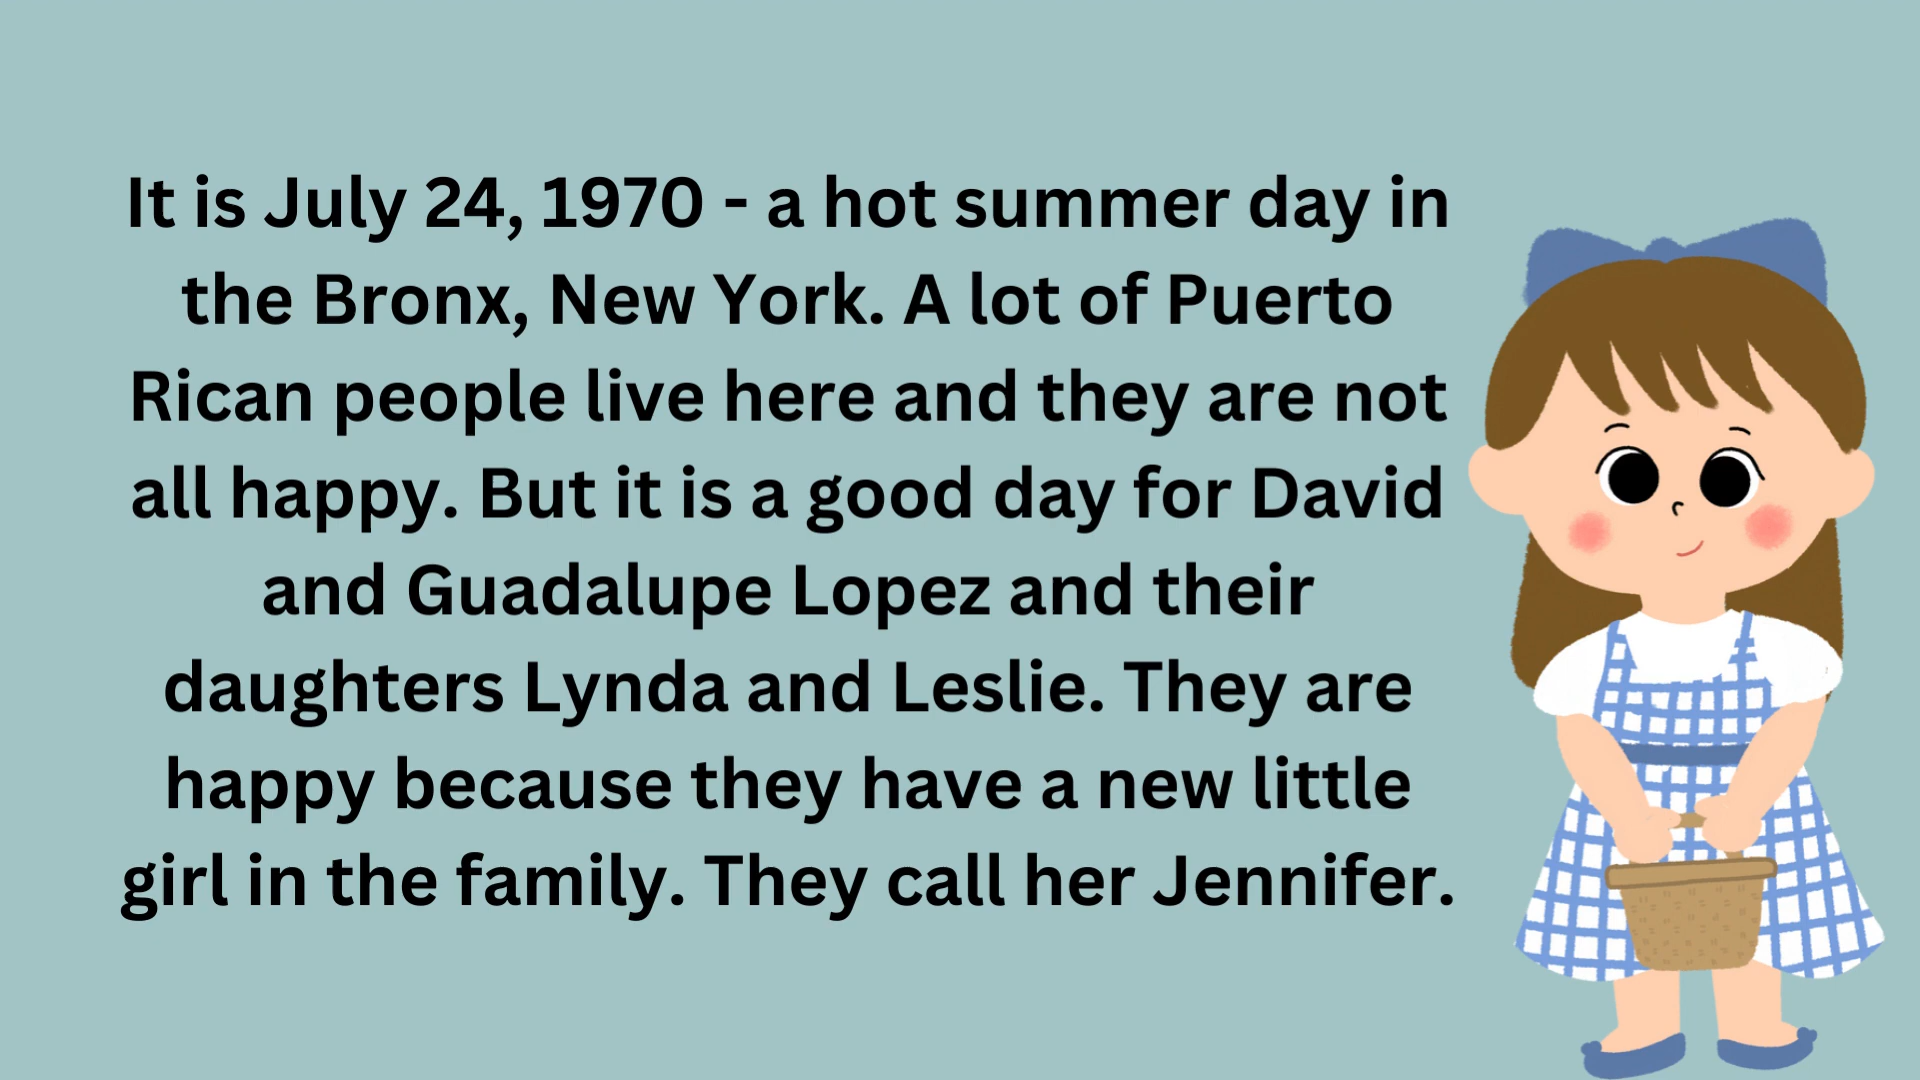 It is July 24, 1970 - a hot summer day in
the Bronx, New York. A lot of Puerto
Rican people live here and they are not
all happy. But it is a good day for David
and Guadalupe Lopez and their
daughters Lynda and Leslie. They are
happy because they have a new little
girl in the family. They call her Jennifer.